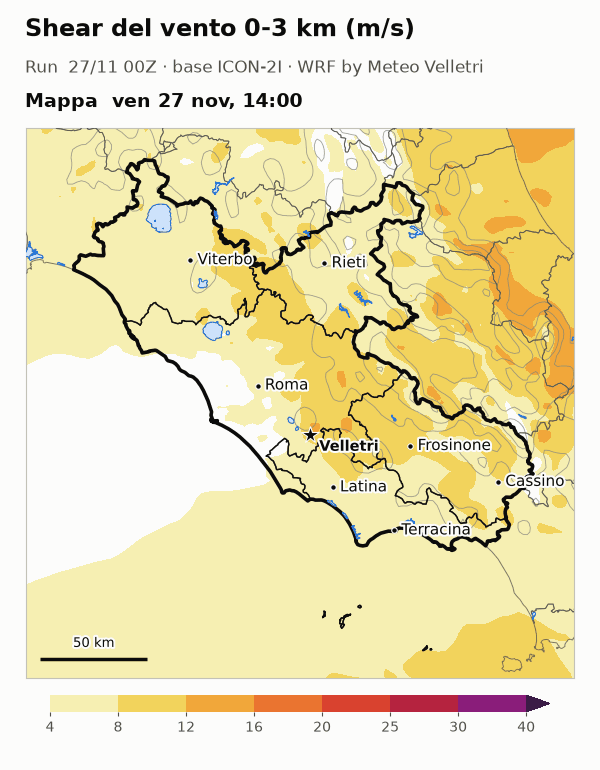 Shear del vento 0-3 km (m/s)
Run  27/11 00Z · base ICON-2I · WRF by Meteo Velletri
Mappa  ven 27 nov, 14:00
Viterbo
Rieti
Roma
Velletri
Frosinone
Cassino
Latina
Terracina
50 km
4 8 12 16 20 25 30 40